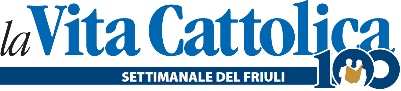 la Vita Cattolica
SETTIMANALE DEL FRIULI 100